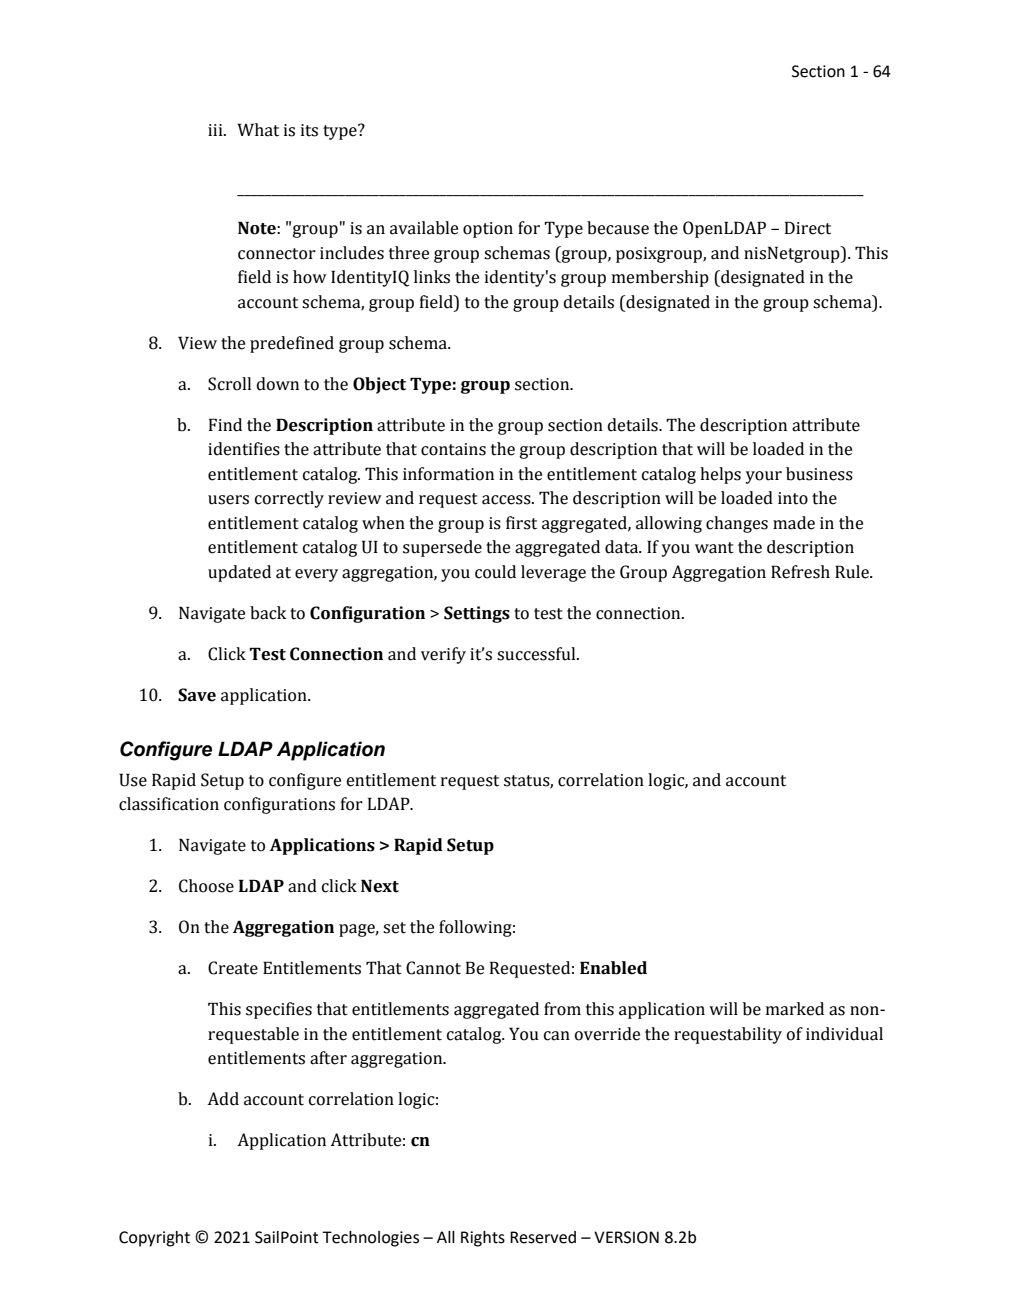 Section 1 - 64
iii. What is its type?
Note: "group" is an available option for Type because the OpenLDAP – Direct
connector includes three group schemas (group, posixgroup, and nisNetgroup). This
field is how IdentityIQ links the identity's group membership (designated in the
account schema, group field) to the group details (designated in the group schema).
8. View the predefined group schema.
a. Scroll down to the Object Type: group section.
b. Find the Description attribute in the group section details. The description attribute
identifies the attribute that contains the group description that will be loaded in the
entitlement catalog. This information in the entitlement catalog helps your business
users correctly review and request access. The description will be loaded into the
entitlement catalog when the group is first aggregated, allowing changes made in the
entitlement catalog UI to supersede the aggregated data. If you want the description
updated at every aggregation, you could leverage the Group Aggregation Refresh Rule.
9. Navigate back to Configuration > Settings to test the connection.
a. Click Test Connection and verify it’s successful.
10. Save application.
Configure LDAP Application
Use Rapid Setup to configure entitlement request status, correlation logic, and account
classification configurations for LDAP.
1. Navigate to Applications > Rapid Setup
2. Choose LDAP and click Next
3. On the Aggregation page, set the following:
a. Create Entitlements That Cannot Be Requested: Enabled
This specifies that entitlements aggregated from this application will be marked as non-
requestable in the entitlement catalog. You can override the requestability of individual
entitlements after aggregation.
b. Add account correlation logic:
i. Application Attribute: cn
Copyright © 2021 SailPoint Technologies – All Rights Reserved – VERSION 8.2b